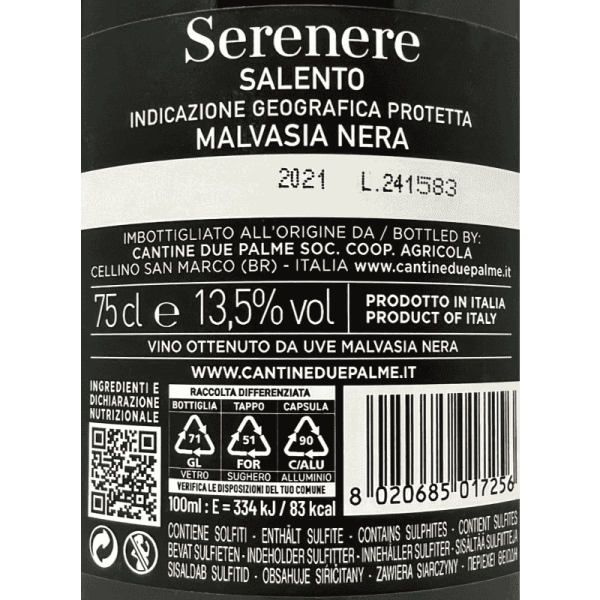 Serenere
SALENTO
INDICAZIONE GEOGRAFICA PROTETTA
MALVASIA NERA
2021 L.241583
IMBOTTIGLIATO ALL'ORIGINE DA / BOTTLED BY:
CANTINE DUE PALME SOC. COOP. AGRICOLA
CELLINO SAN MARCO (BR) - ITALIA www.cantineduepalme.it
75 cl e 13,5% vol
PRODOTTO IN ITALIA
PRODUCT OF ITALY
VINO OTTENUTO DA UVE MALVASIA NERA
WWW.CANTINEDUEPALME.IT
INGREDIENTI E
DICHIARAZIONE
NUTRIZIONALE
RACCOLTA DIFFERENZIATA
BOTTIGLIA TAPPO CAPSULA
71 51 90
GL FOR C/ALU
VETRO SUGHERO ALLUMINIO
VERIFICA LE DISPOSIZIONI DEL TUO COMUNE
100ml : E = 334 kJ / 83 kcal
8 020685 017256
CONTIENE SOLFITI - ENTHÄLT SULFITE - CONTAINS SULPHITES - CONTIENT SULFITES
BEVAT SULFIETEN - INDEHOLDER SULFITTER - INNEHÅLLER SULFITER - SISÄLTÄÄ SULFIITTEJA
SISALDAB SULFITID - OBSAHUJE SIŘIČITANY - ZAWIERA SIARCZYNY - ΠΕΡΙΕΧΕΙ